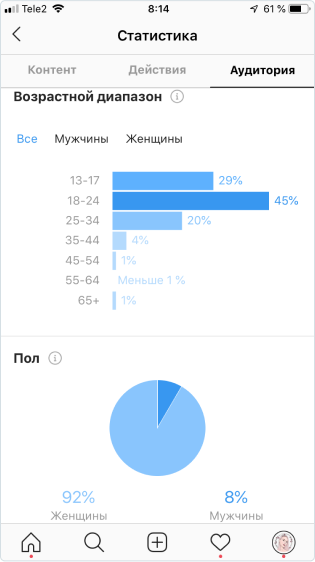 Tele2 8:14 61 %
Статистика
Контент Действия Аудитория
Возрастной диапазон
Все Мужчины Женщины
13-17 29%
18-24 45%
25-34 20%
35-44 4%
45-54 1%
55-64 Меньше 1 %
65+ 1%
Пол
92% 8%
Женщины Мужчины